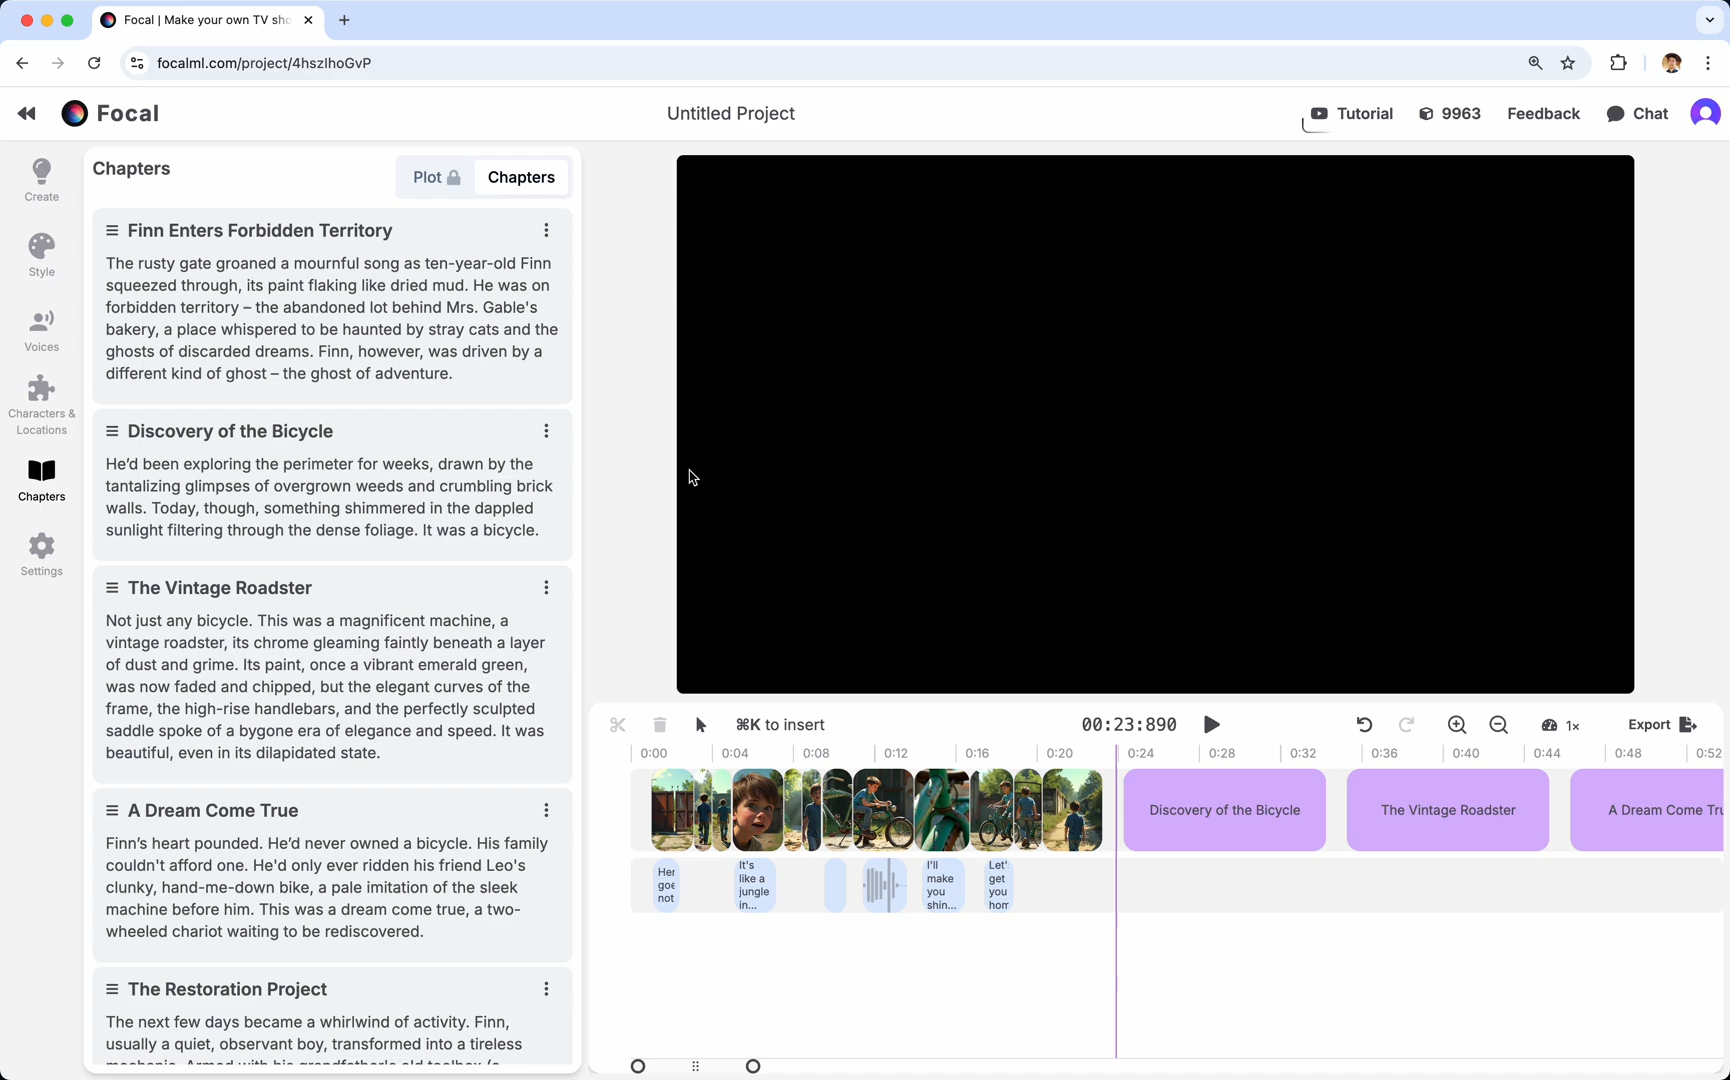 Focal | Make your own TV sho
focalml.com/project/4hszlhoGvP
Focal
Untitled Project
Tutorial
9963
Feedback
Chat
Create
Style
Voices
Characters &
Locations
Chapters
Settings
Chapters
Plot
Chapters
Finn Enters Forbidden Territory
The rusty gate groaned a mournful song as ten-year-old Finn
squeezed through, its paint flaking like dried mud. He was on
forbidden territory – the abandoned lot behind Mrs. Gable's
bakery, a place whispered to be haunted by stray cats and the
ghosts of discarded dreams. Finn, however, was driven by a
different kind of ghost – the ghost of adventure.
Discovery of the Bicycle
He'd been exploring the perimeter for weeks, drawn by the
tantalizing glimpses of overgrown weeds and crumbling brick
walls. Today, though, something shimmered in the dappled
sunlight filtering through the dense foliage. It was a bicycle.
The Vintage Roadster
Not just any bicycle. This was a magnificent machine, a
vintage roadster, its chrome gleaming faintly beneath a layer
of dust and grime. Its paint, once a vibrant emerald green,
was now faded and chipped, but the elegant curves of the
frame, the high-rise handlebars, and the perfectly sculpted
saddle spoke of a bygone era of elegance and speed. It was
beautiful, even in its dilapidated state.
A Dream Come True
Finn's heart pounded. He'd never owned a bicycle. His family
couldn't afford one. He'd only ever ridden his friend Leo's
clunky, hand-me-down bike, a pale imitation of the sleek
machine before him. This was a dream come true, a two-
wheeled chariot waiting to be rediscovered.
The Restoration Project
The next few days became a whirlwind of activity. Finn,
usually a quiet, observant boy, transformed into a tireless
⌘K to insert
00:23:890
1×
Export
0:00 0:04 0:08 0:12 0:16 0:20 0:24 0:28 0:32 0:36 0:40 0:44 0:48 0:52
Discovery of the Bicycle
The Vintage Roadster
A Dream Come Tru
Her
goe
not
It's
like a
jungle
in...
I'll
make
you
shin...
Let'
get
you
hom